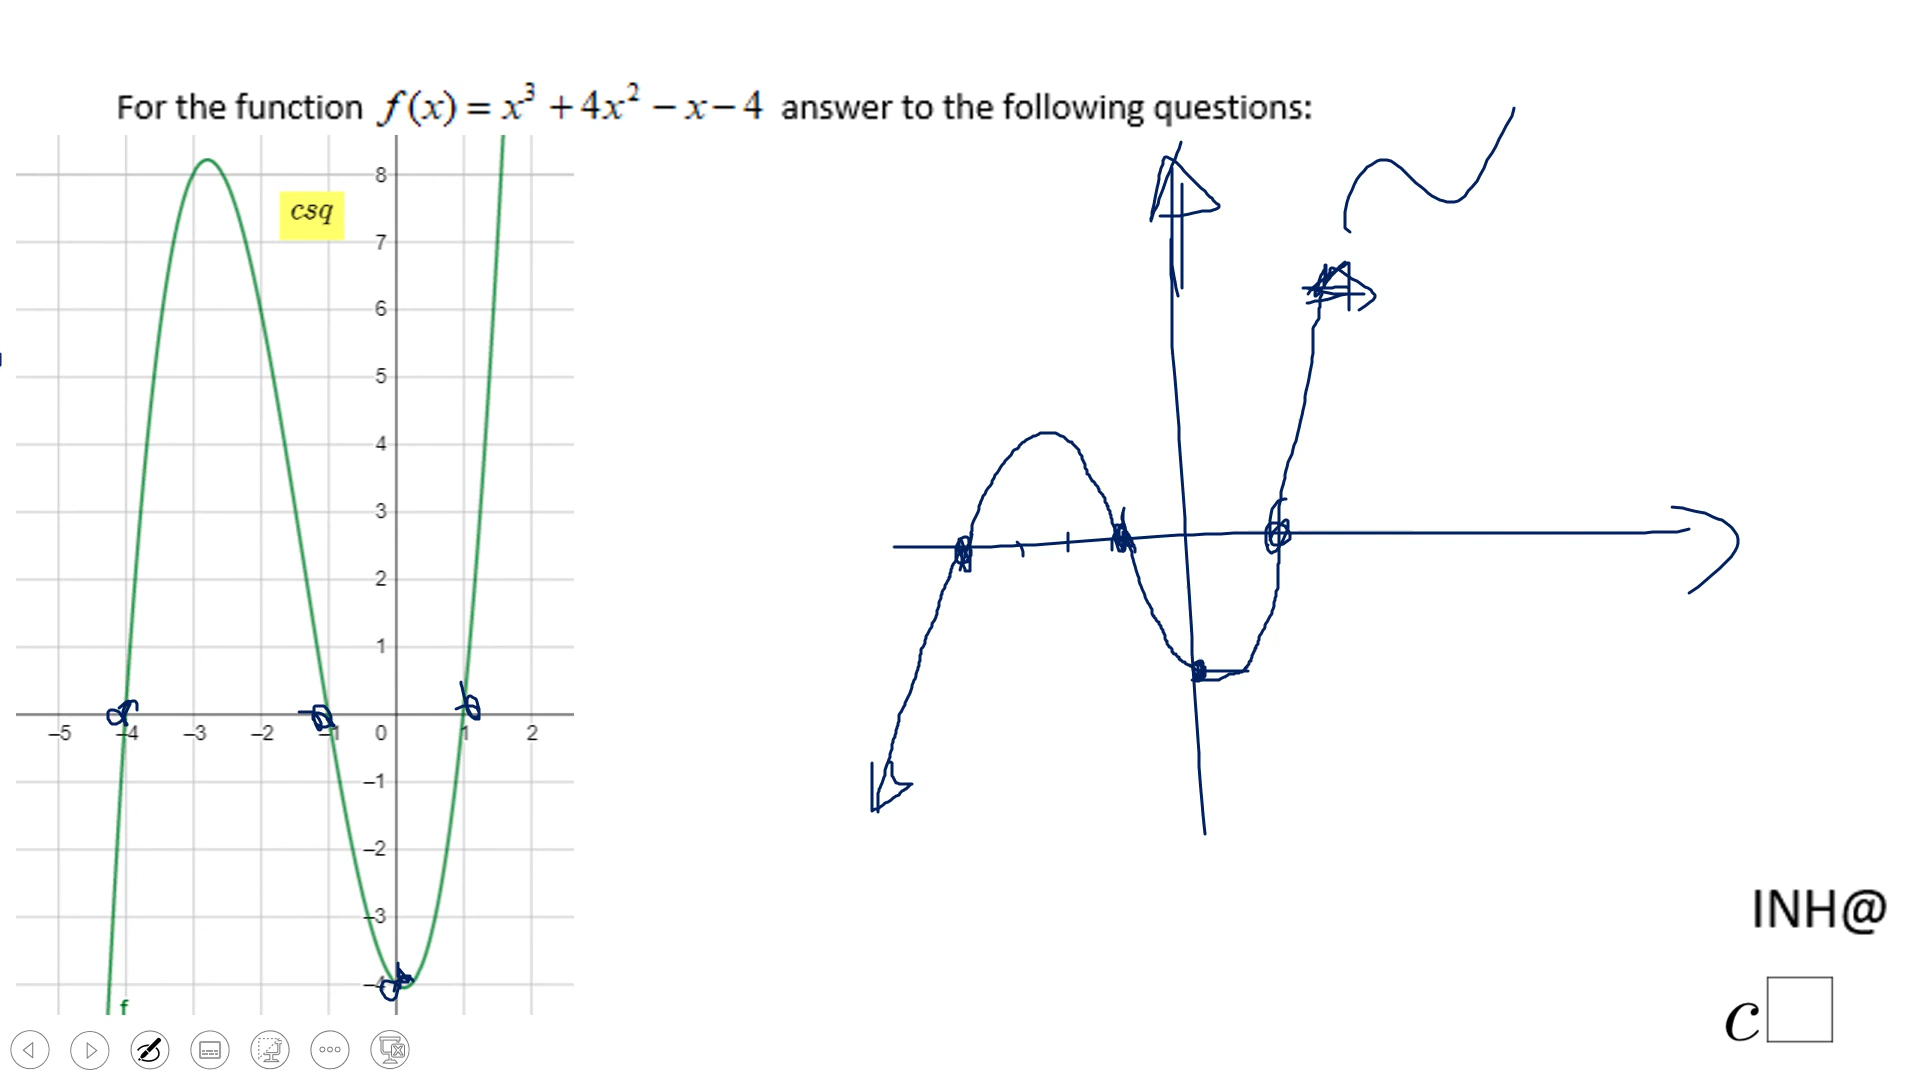 For the function f(x) = x³ + 4x² − x − 4 answer to the following questions:
8
csq
7
6
5
4
3
2
1
−5 −4 −3 −2 −1 0 1 2
−1
−2
−3
−4
f
INH@
c